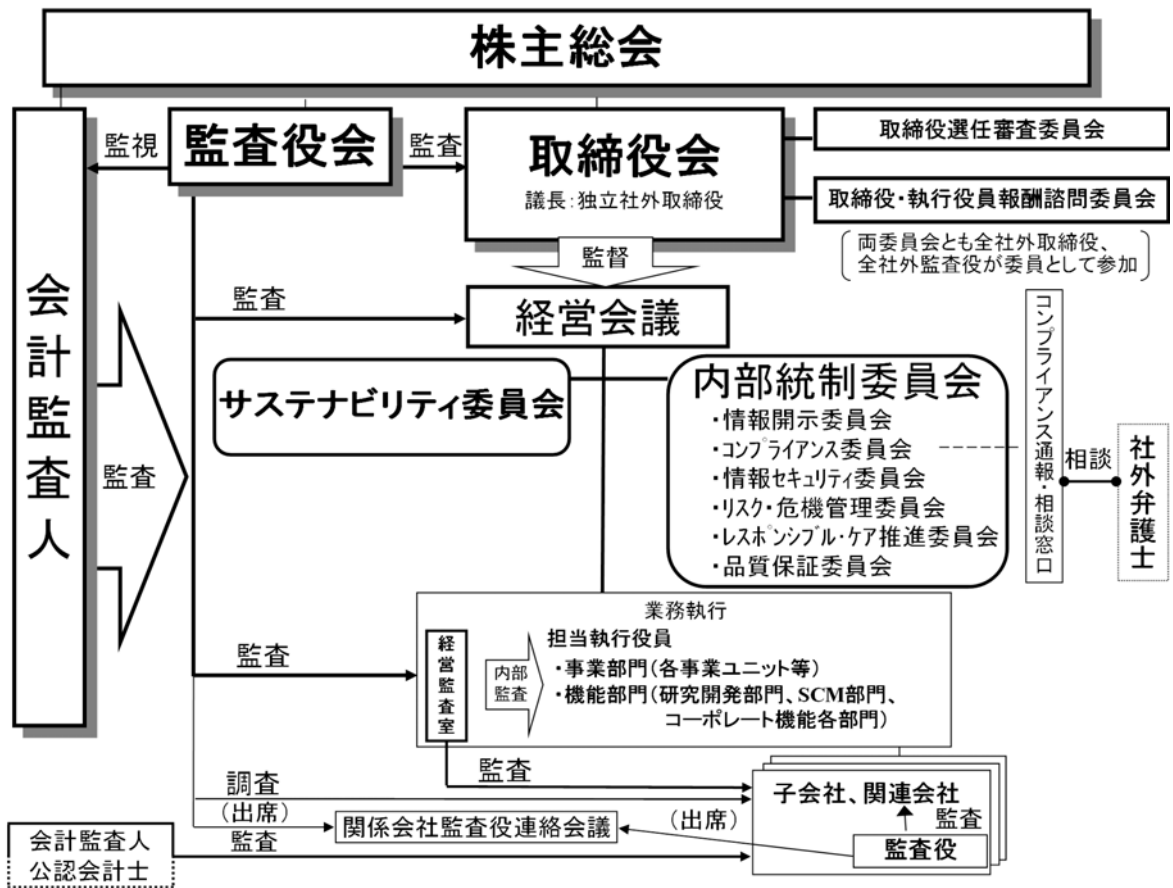 株主総会
監視
監査役会
監査
取締役会
議長:独立社外取締役
取締役選任審査委員会
取締役・執行役員報酬諮問委員会
両委員会とも全社外取締役、
全社外監査役が委員として参加
監督
会計監査人
監査
監査
経営会議
サステナビリティ委員会
内部統制委員会
・情報開示委員会
・コンプライアンス委員会
・情報セキュリティ委員会
・リスク・危機管理委員会
・レスポンシブル・ケア推進委員会
・品質保証委員会
コンプライアンス通報・相談窓口
相談
社外弁護士
業務執行
監査
経営監査室
内部
監査
担当執行役員
・事業部門(各事業ユニット等)
・機能部門(研究開発部門、SCM部門、
コーポレート機能各部門)
監査
調査
(出席)
関係会社監査役連絡会議
(出席)
子会社、関連会社
監査
監査役
会計監査人
公認会計士
監査